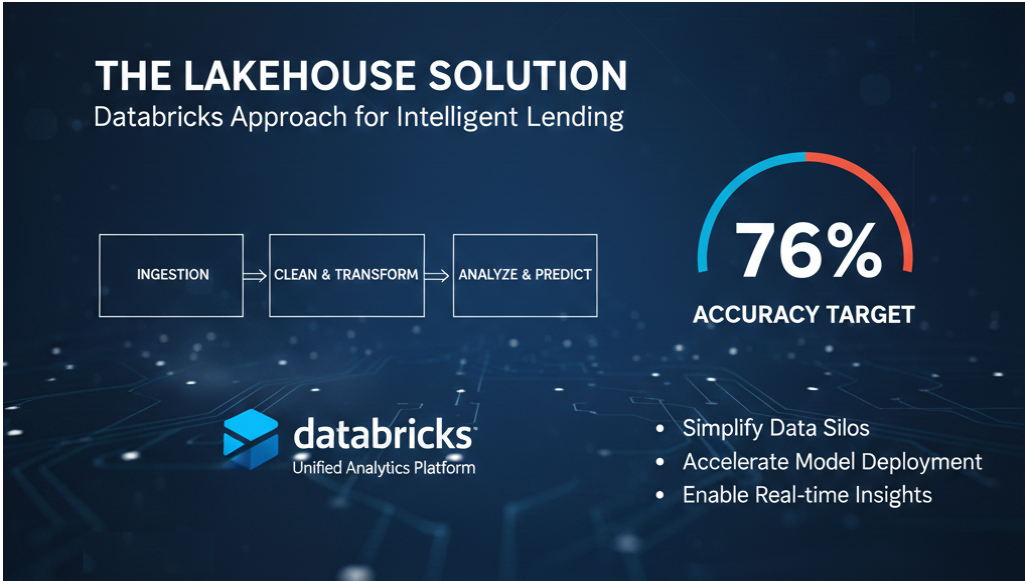 THE LAKEHOUSE SOLUTION
Databricks Approach for Intelligent Lending
INGESTION
CLEAN & TRANSFORM
ANALYZE & PREDICT
76%
ACCURACY TARGET
databricks
Unified Analytics Platform
• Simplify Data Silos
• Accelerate Model Deployment
• Enable Real-time Insights